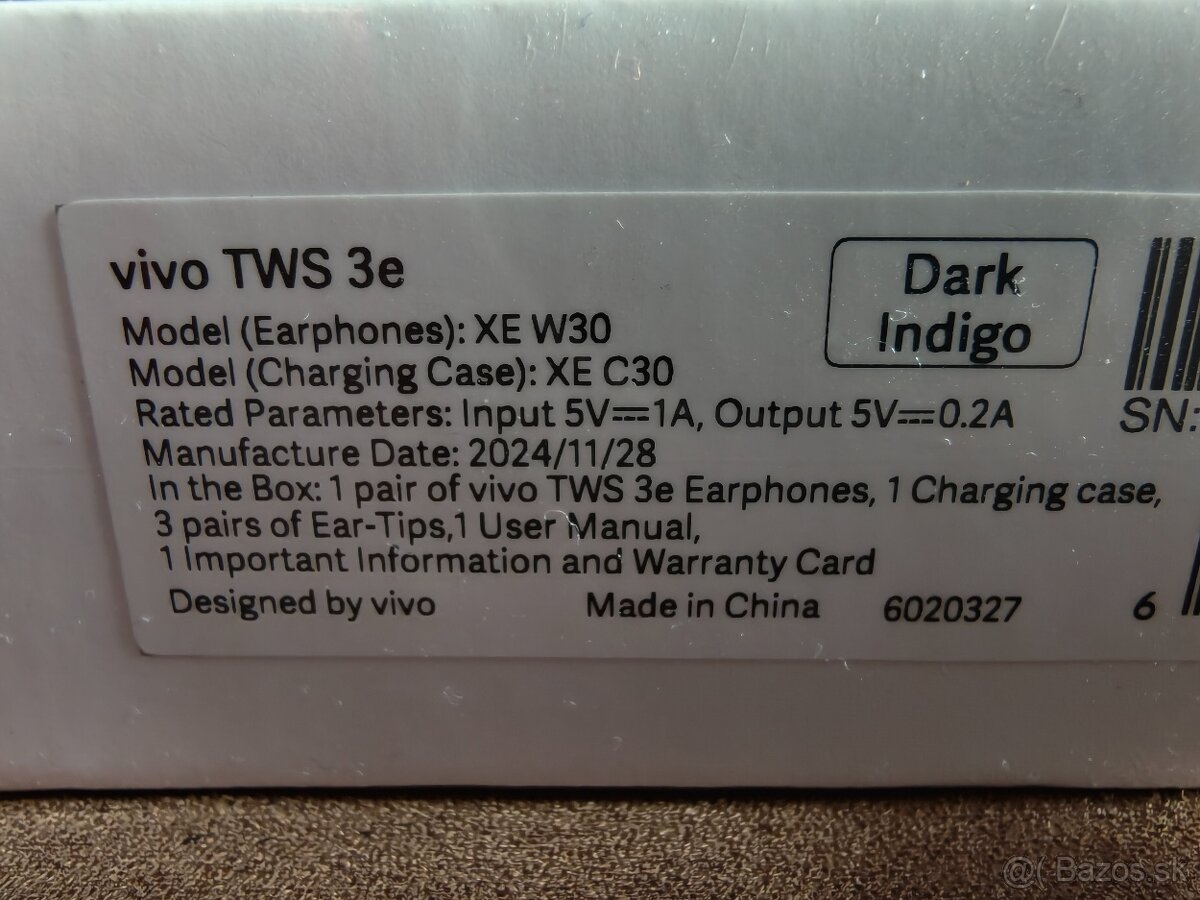 vivo TWS 3e
Dark
Indigo
Model (Earphones): XE W30
Model (Charging Case): XE C30
Rated Parameters: Input 5V⎓1A, Output 5V⎓0.2A
SN:
Manufacture Date: 2024/11/28
In the Box: 1 pair of vivo TWS 3e Earphones, 1 Charging case,
3 pairs of Ear-Tips,1 User Manual,
1 Important Information and Warranty Card
Designed by vivo Made in China 6020327 6
@( Bazos.sk